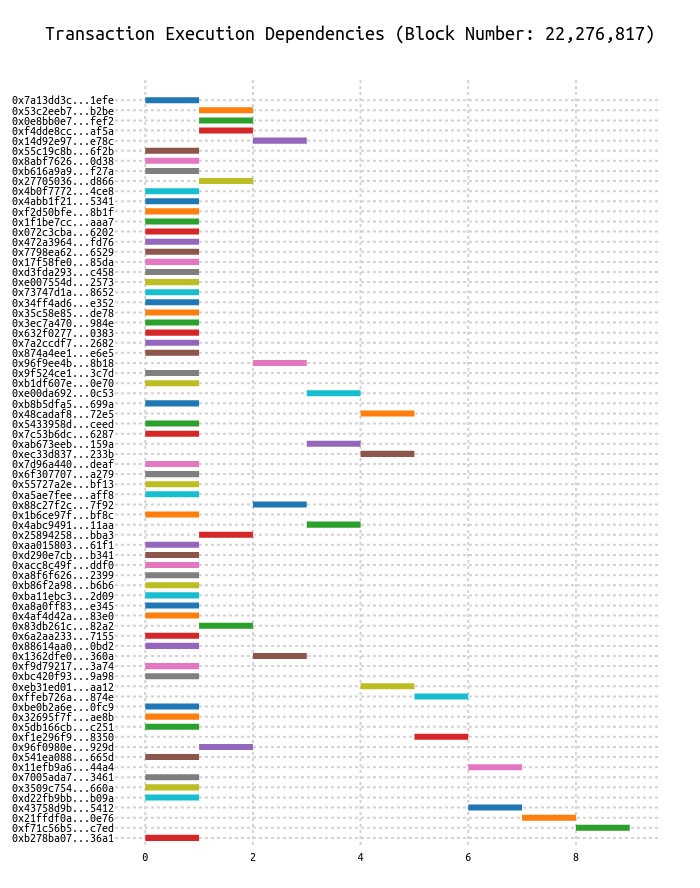 Transaction Execution Dependencies (Block Number: 22,276,817)
0x7a13dd3c...1efe
0x53c2eeb7...b2be
0x0e8bb0e7...fef2
0xf4dde8cc...af5a
0x14d92e97...e78c
0x55c19c8b...6f2b
0x8abf7626...0d38
0xb616a9a9...f27a
0x27705036...d866
0x4b0f7772...4ce8
0x4abb1f21...5341
0xf2d50bfe...8b1f
0x1f1be7cc...aaa7
0x072c3cba...6202
0x472a3964...fd76
0x7798ea62...6529
0x17f58fe0...85da
0xd3fda293...c458
0xe007554d...2573
0x73747d1a...8652
0x34ff4ad6...e352
0x35c58e85...de78
0x3ec7a470...984e
0x632f0277...0383
0x7a2ccdf7...2682
0x874a4ee1...e6e5
0x96f9ee4b...8b18
0x9f524ce1...3c7d
0xb1df607e...0e70
0xe00da692...0c53
0xb8b5dfa5...699a
0x48cadaf8...72e5
0x5433958d...ceed
0x7c53b6dc...6287
0xab673eeb...159a
0xec33d837...233b
0x7d96a440...deaf
0x6f307707...a279
0x55727a2e...bf13
0xa5ae7fee...aff8
0x88c27f2c...7f92
0x1b6ce97f...bf8c
0x4abc9491...11aa
0x25894258...bba3
0xaa015803...61f1
0xd290e7cb...b341
0xacc8c49f...ddf0
0xa8f6f626...2399
0xb86f2a98...b6b6
0xba11ebc3...2d09
0xa8a0ff83...e345
0x4af4d42a...83e0
0x83db261c...82a2
0x6a2aa233...7155
0x88614aa0...0bd2
0x1362dfe0...360a
0xf9d79217...3a74
0xbc420f93...9a98
0xeb31ed01...aa12
0xffeb726a...874e
0xbe0b2a6e...0fc9
0x32695f7f...ae8b
0x5db166cb...c251
0xf1e296f9...8350
0x96f0980e...929d
0x541ea088...665d
0x11efb9a6...44a4
0x7005ada7...3461
0x3509c754...660a
0xd22fb9bb...b09a
0x43758d9b...5412
0x21ffdf0a...0e76
0xf71c56b5...c7ed
0xb278ba07...36a1
0 2 4 6 8